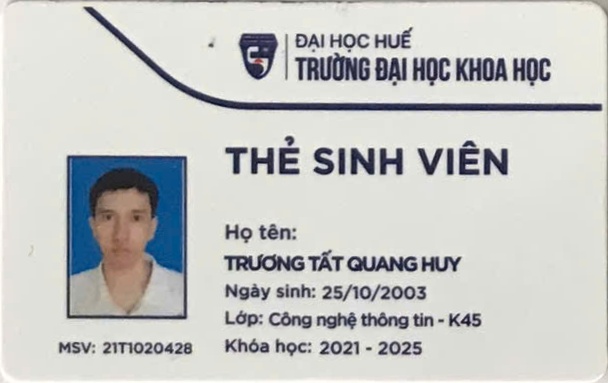 ĐẠI HỌC HUẾ
TRƯỜNG ĐẠI HỌC KHOA HỌC
THẺ SINH VIÊN
Họ tên:
TRƯƠNG TẤT QUANG HUY
Ngày sinh: 25/10/2003
Lớp: Công nghệ thông tin - K45
Khóa học: 2021 - 2025
MSV: 21T1020428